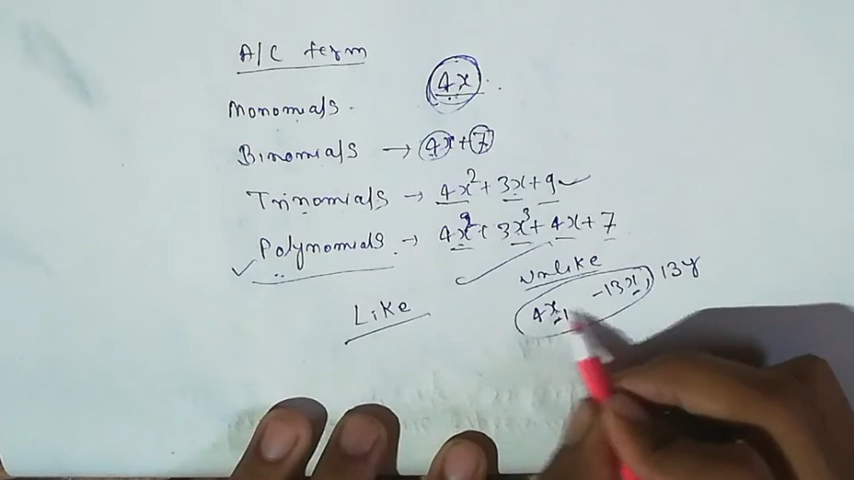 A/C term
Monomials. 4x
Binomials → 4x+7
Trinomials → 4x²+3x+9
Polynomials. → 4x⁹+3x³+4x+7
Unlike
Like 4x, -13x, 13y